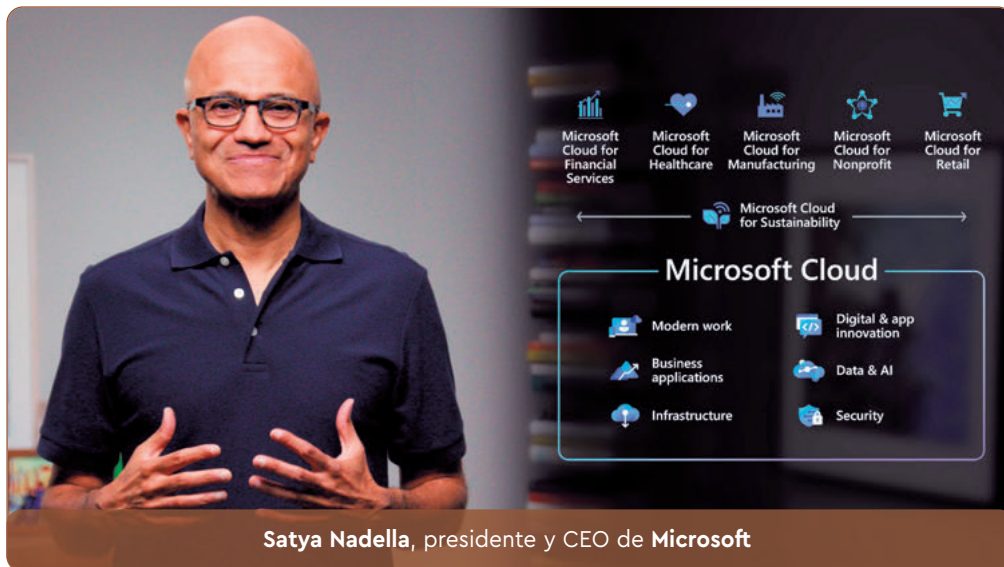 Microsoft
Cloud for
Financial
Services
Microsoft
Cloud for
Healthcare
Microsoft
Cloud for
Manufacturing
Microsoft
Cloud for
Nonprofit
Microsoft
Cloud for
Retail
Microsoft Cloud
for Sustainability
Microsoft Cloud
Modern work
Digital & app
innovation
Business
applications
Data & AI
Infrastructure
Security
Satya Nadella, presidente y CEO de Microsoft